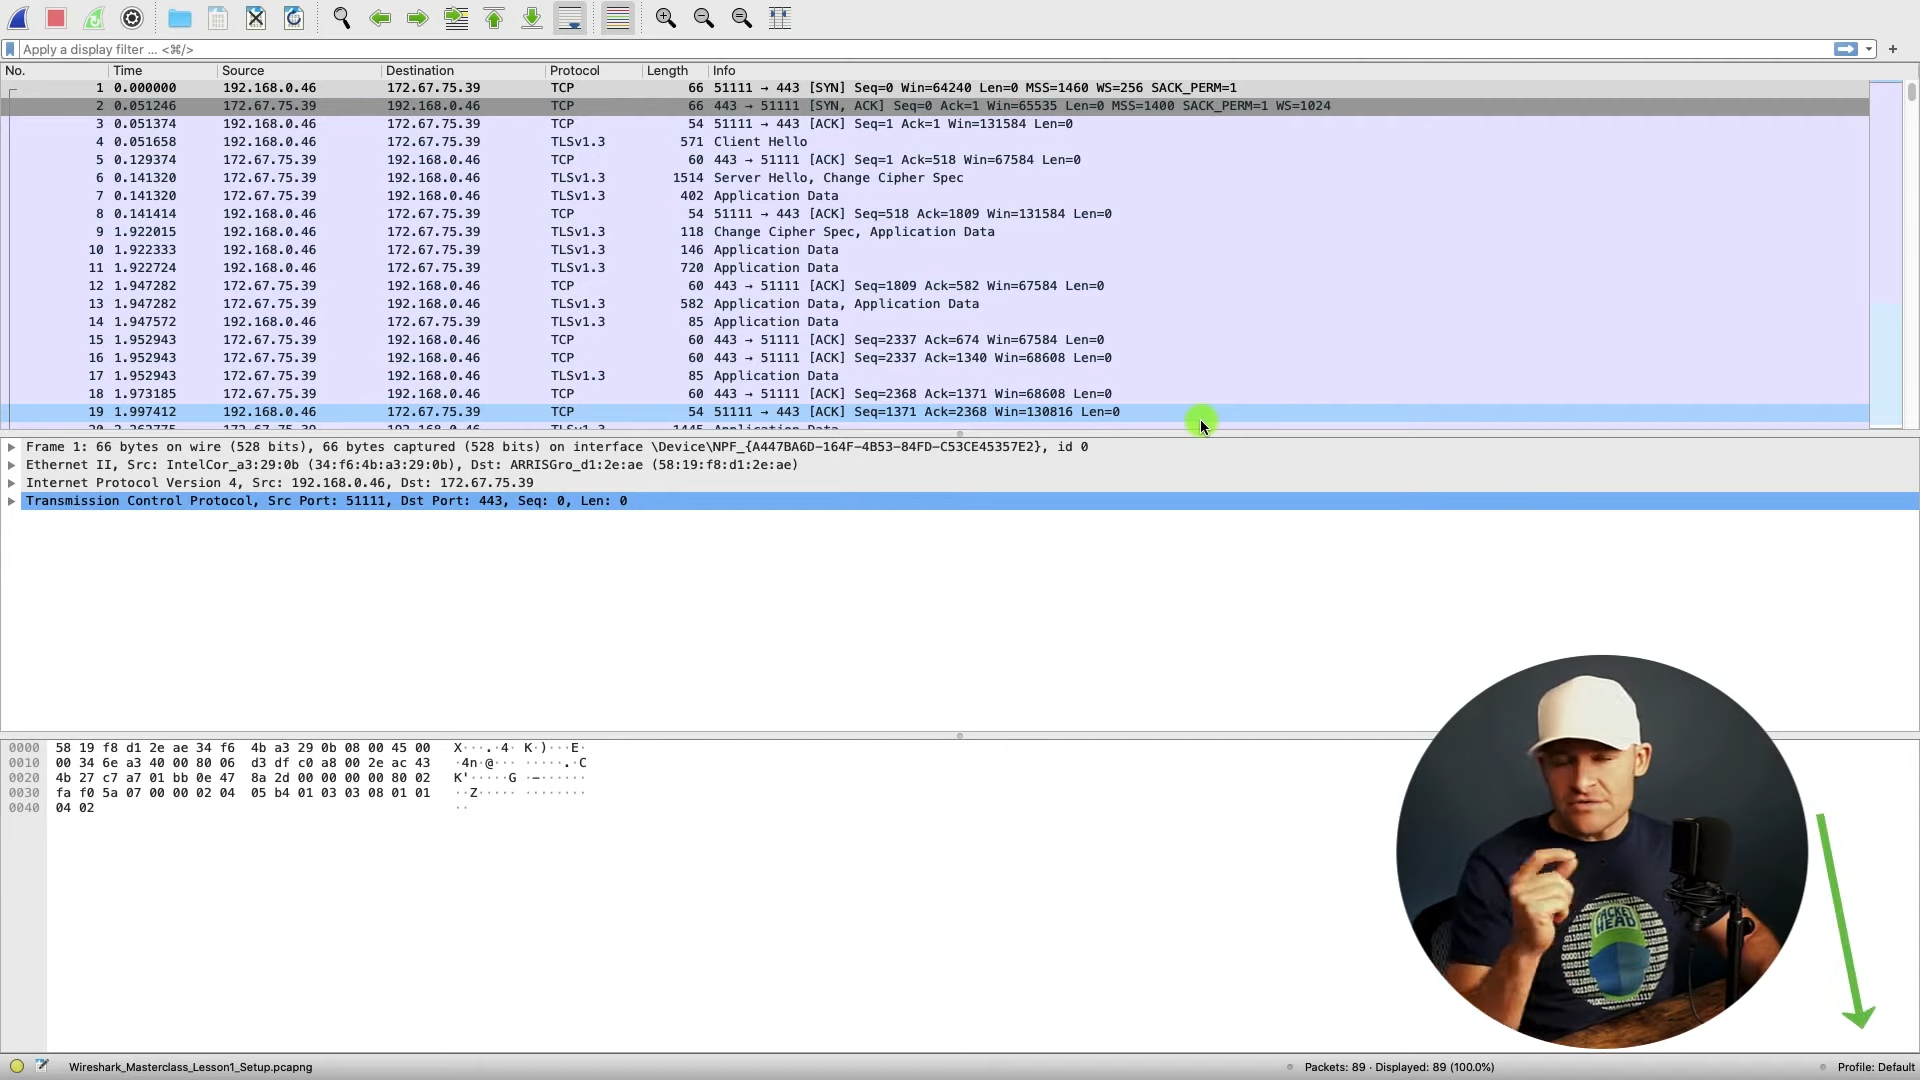 Apply a display filter ... <⌘/>
No. Time Source Destination Protocol Length Info
1 0.000000 192.168.0.46 172.67.75.39 TCP 66 51111 → 443 [SYN] Seq=0 Win=64240 Len=0 MSS=1460 WS=256 SACK_PERM=1
2 0.051246 172.67.75.39 192.168.0.46 TCP 66 443 → 51111 [SYN, ACK] Seq=0 Ack=1 Win=65535 Len=0 MSS=1400 SACK_PERM=1 WS=1024
3 0.051374 192.168.0.46 172.67.75.39 TCP 54 51111 → 443 [ACK] Seq=1 Ack=1 Win=131584 Len=0
4 0.051658 192.168.0.46 172.67.75.39 TLSv1.3 571 Client Hello
5 0.129374 172.67.75.39 192.168.0.46 TCP 60 443 → 51111 [ACK] Seq=1 Ack=518 Win=67584 Len=0
6 0.141320 172.67.75.39 192.168.0.46 TLSv1.3 1514 Server Hello, Change Cipher Spec
7 0.141320 172.67.75.39 192.168.0.46 TLSv1.3 402 Application Data
8 0.141414 192.168.0.46 172.67.75.39 TCP 54 51111 → 443 [ACK] Seq=518 Ack=1809 Win=131584 Len=0
9 1.922015 192.168.0.46 172.67.75.39 TLSv1.3 118 Change Cipher Spec, Application Data
10 1.922333 192.168.0.46 172.67.75.39 TLSv1.3 146 Application Data
11 1.922724 192.168.0.46 172.67.75.39 TLSv1.3 720 Application Data
12 1.947282 172.67.75.39 192.168.0.46 TCP 60 443 → 51111 [ACK] Seq=1809 Ack=582 Win=67584 Len=0
13 1.947282 172.67.75.39 192.168.0.46 TLSv1.3 582 Application Data, Application Data
14 1.947572 192.168.0.46 172.67.75.39 TLSv1.3 85 Application Data
15 1.952943 172.67.75.39 192.168.0.46 TCP 60 443 → 51111 [ACK] Seq=2337 Ack=674 Win=67584 Len=0
16 1.952943 172.67.75.39 192.168.0.46 TCP 60 443 → 51111 [ACK] Seq=2337 Ack=1340 Win=68608 Len=0
17 1.952943 172.67.75.39 192.168.0.46 TLSv1.3 85 Application Data
18 1.973185 172.67.75.39 192.168.0.46 TCP 60 443 → 51111 [ACK] Seq=2368 Ack=1371 Win=68608 Len=0
19 1.997412 192.168.0.46 172.67.75.39 TCP 54 51111 → 443 [ACK] Seq=1371 Ack=2368 Win=130816 Len=0
Frame 1: 66 bytes on wire (528 bits), 66 bytes captured (528 bits) on interface \Device\NPF_{A447BA6D-164F-4B53-84FD-C53CE45357E2}, id 0
Ethernet II, Src: IntelCor_a3:29:0b (34:f6:4b:a3:29:0b), Dst: ARRISGro_d1:2e:ae (58:19:f8:d1:2e:ae)
Internet Protocol Version 4, Src: 192.168.0.46, Dst: 172.67.75.39
Transmission Control Protocol, Src Port: 51111, Dst Port: 443, Seq: 0, Len: 0
0000 58 19 f8 d1 2e ae 34 f6 4b a3 29 0b 08 00 45 00 X···.·4· K·)···E·
0010 00 34 6e a3 40 00 80 06 d3 df c0 a8 00 2e ac 43 ·4n·@··· ·····.·C
0020 4b 27 c7 a7 01 bb 0e 47 8a 2d 00 00 00 00 80 02 K'·····G ·-······
0030 fa f0 5a 07 00 00 02 04 05 b4 01 03 03 08 01 01 ··Z····· ········
0040 04 02 ··
PACKET
HEAD
Wireshark_Masterclass_Lesson1_Setup.pcapng Packets: 89 · Displayed: 89 (100.0%) Profile: Default